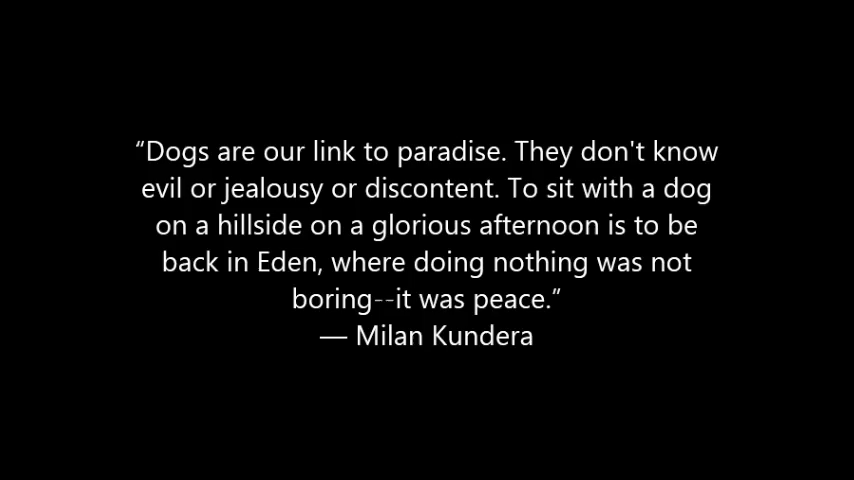 “Dogs are our link to paradise. They don't know
evil or jealousy or discontent. To sit with a dog
on a hillside on a glorious afternoon is to be
back in Eden, where doing nothing was not
boring--it was peace.”
— Milan Kundera